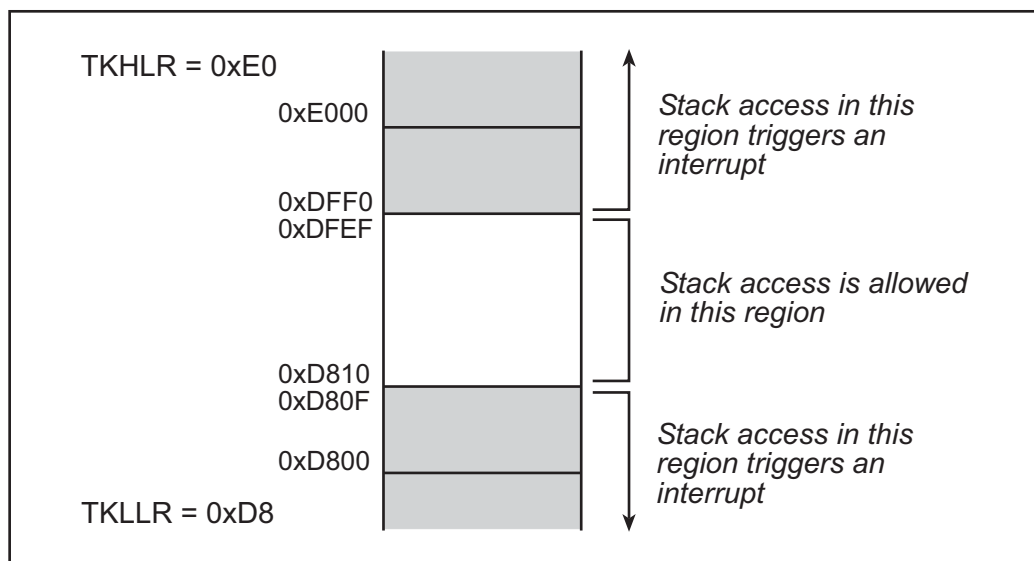 TKHLR = 0xE0
0xE000
Stack access in this
region triggers an
interrupt
0xDFF0
0xDFEF
Stack access is allowed
in this region
0xD810
0xD80F
Stack access in this
region triggers an
interrupt
0xD800
TKLLR = 0xD8